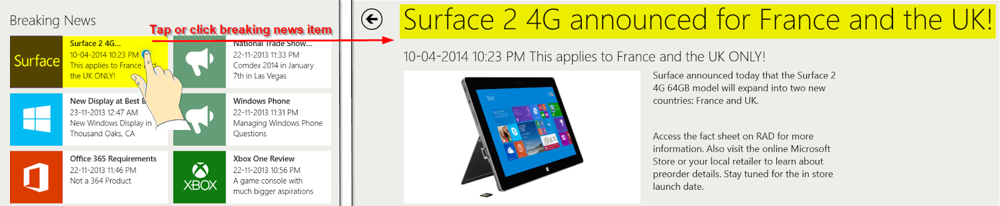 Breaking News
Tap or click breaking news item
Surface
Surface 2 4G...
10-04-2014 10:23 PM
This applies to France and
the UK ONLY!
National Trade Show...
22-11-2013 11:33 PM
Comdex 2014 in January
7th in Las Vegas
New Display at Best B
23-11-2013 12:47 AM
New Windows Display in
Thousand Oaks, CA
Windows Phone
22-11-2013 11:31 PM
Managing Windows Phone
Questions
Office 365 Requirements
22-11-2013 11:46 PM
Not a 364 Product
XBOX
Xbox One Review
22-11-2013 10:56 PM
A game console with
much bigger aspirations
Surface 2 4G announced for France and the UK!
10-04-2014 10:23 PM This applies to France and the UK ONLY!
Start
Surface announced today that the Surface 2
4G 64GB model will expand into two new
countries: France and UK.
Access the fact sheet on RAD for more
information. Also visit the online Microsoft
Store or your local retailer to learn about
preorder details. Stay tuned for the in store
launch date.